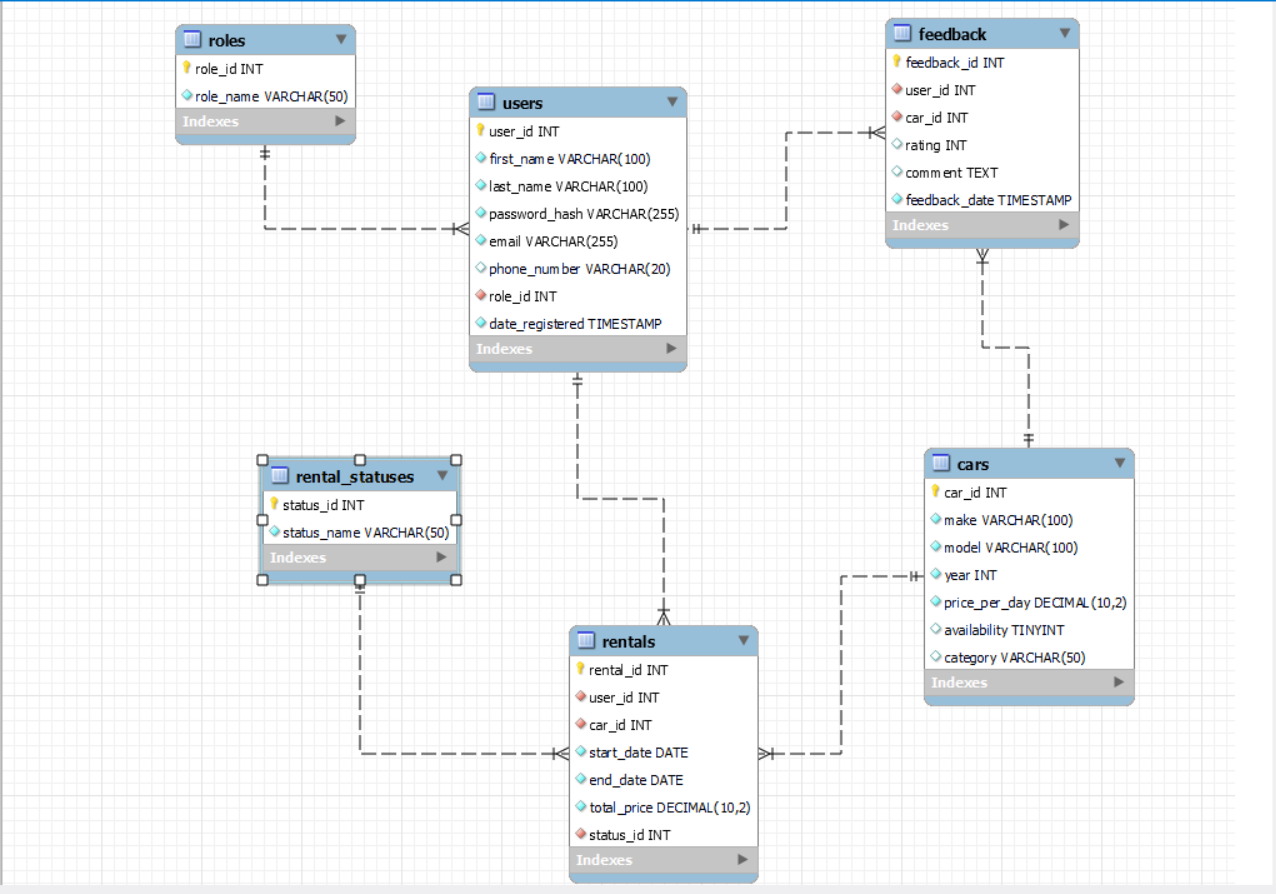 roles
role_id INT
role_name VARCHAR(50)
Indexes
users
user_id INT
first_name VARCHAR(100)
last_name VARCHAR(100)
password_hash VARCHAR(255)
email VARCHAR(255)
phone_number VARCHAR(20)
role_id INT
date_registered TIMESTAMP
Indexes
feedback
feedback_id INT
user_id INT
car_id INT
rating INT
comment TEXT
feedback_date TIMESTAMP
Indexes
rental_statuses
status_id INT
status_name VARCHAR(50)
Indexes
cars
car_id INT
make VARCHAR(100)
model VARCHAR(100)
year INT
price_per_day DECIMAL(10,2)
availability TINYINT
category VARCHAR(50)
Indexes
rentals
rental_id INT
user_id INT
car_id INT
start_date DATE
end_date DATE
total_price DECIMAL(10,2)
status_id INT
Indexes